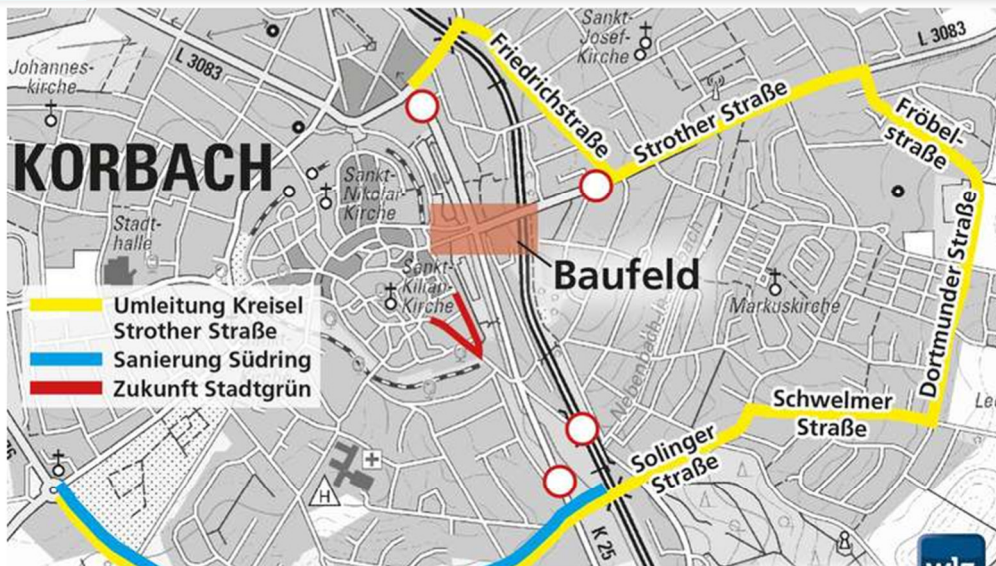 Sankt-
Josef-
Kirche
L 3083
L 3083
Johannes-
kirche
Friedrichstraße
Strother Straße
Fröbel-
straße
KORBACH
Sankt-
Nikolai-
Kirche
Stadt-
halle
Baufeld
Sankt-
Kilian-
Kirche
Markuskirche
Dortmunder Straße
Umleitung Kreisel
Strother Straße
Sanierung Südring
Zukunft Stadtgrün
Schwelmer
Straße
Solinger
Straße
H
K 25
wlz